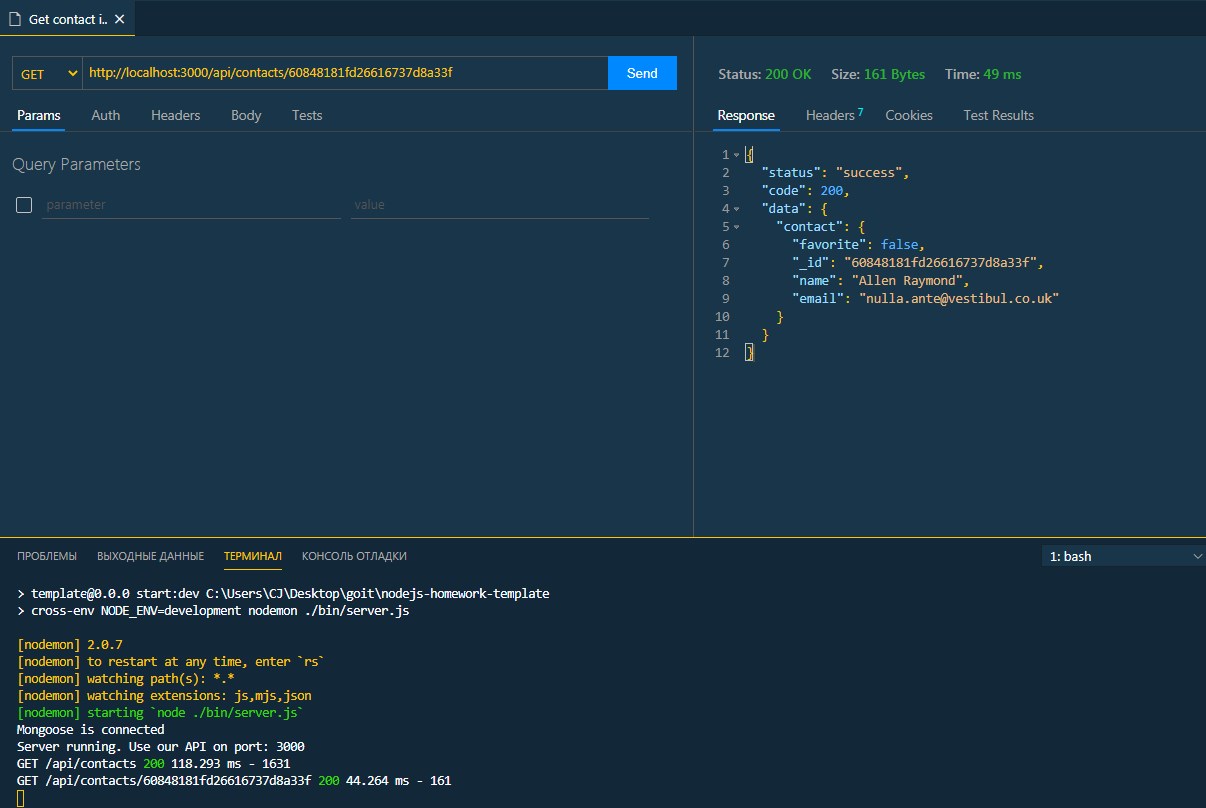 Get contact i..
GET http://localhost:3000/api/contacts/60848181fd26616737d8a33f Send
Params Auth Headers Body Tests
Query Parameters
parameter value
Status: 200 OK Size: 161 Bytes Time: 49 ms
Response Headers 7 Cookies Test Results
1 {
2 "status": "success",
3 "code": 200,
4 "data": {
5 "contact": {
6 "favorite": false,
7 "_id": "60848181fd26616737d8a33f",
8 "name": "Allen Raymond",
9 "email": "nulla.ante@vestibul.co.uk"
10 }
11 }
12 }
ПРОБЛЕМЫ ВЫХОДНЫЕ ДАННЫЕ ТЕРМИНАЛ КОНСОЛЬ ОТЛАДКИ 1: bash
> template@0.0.0 start:dev C:\Users\CJ\Desktop\goit\nodejs-homework-template
> cross-env NODE_ENV=development nodemon ./bin/server.js
[nodemon] 2.0.7
[nodemon] to restart at any time, enter `rs`
[nodemon] watching path(s): *.*
[nodemon] watching extensions: js,mjs,json
[nodemon] starting `node ./bin/server.js`
Mongoose is connected
Server running. Use our API on port: 3000
GET /api/contacts 200 118.293 ms - 1631
GET /api/contacts/60848181fd26616737d8a33f 200 44.264 ms - 161